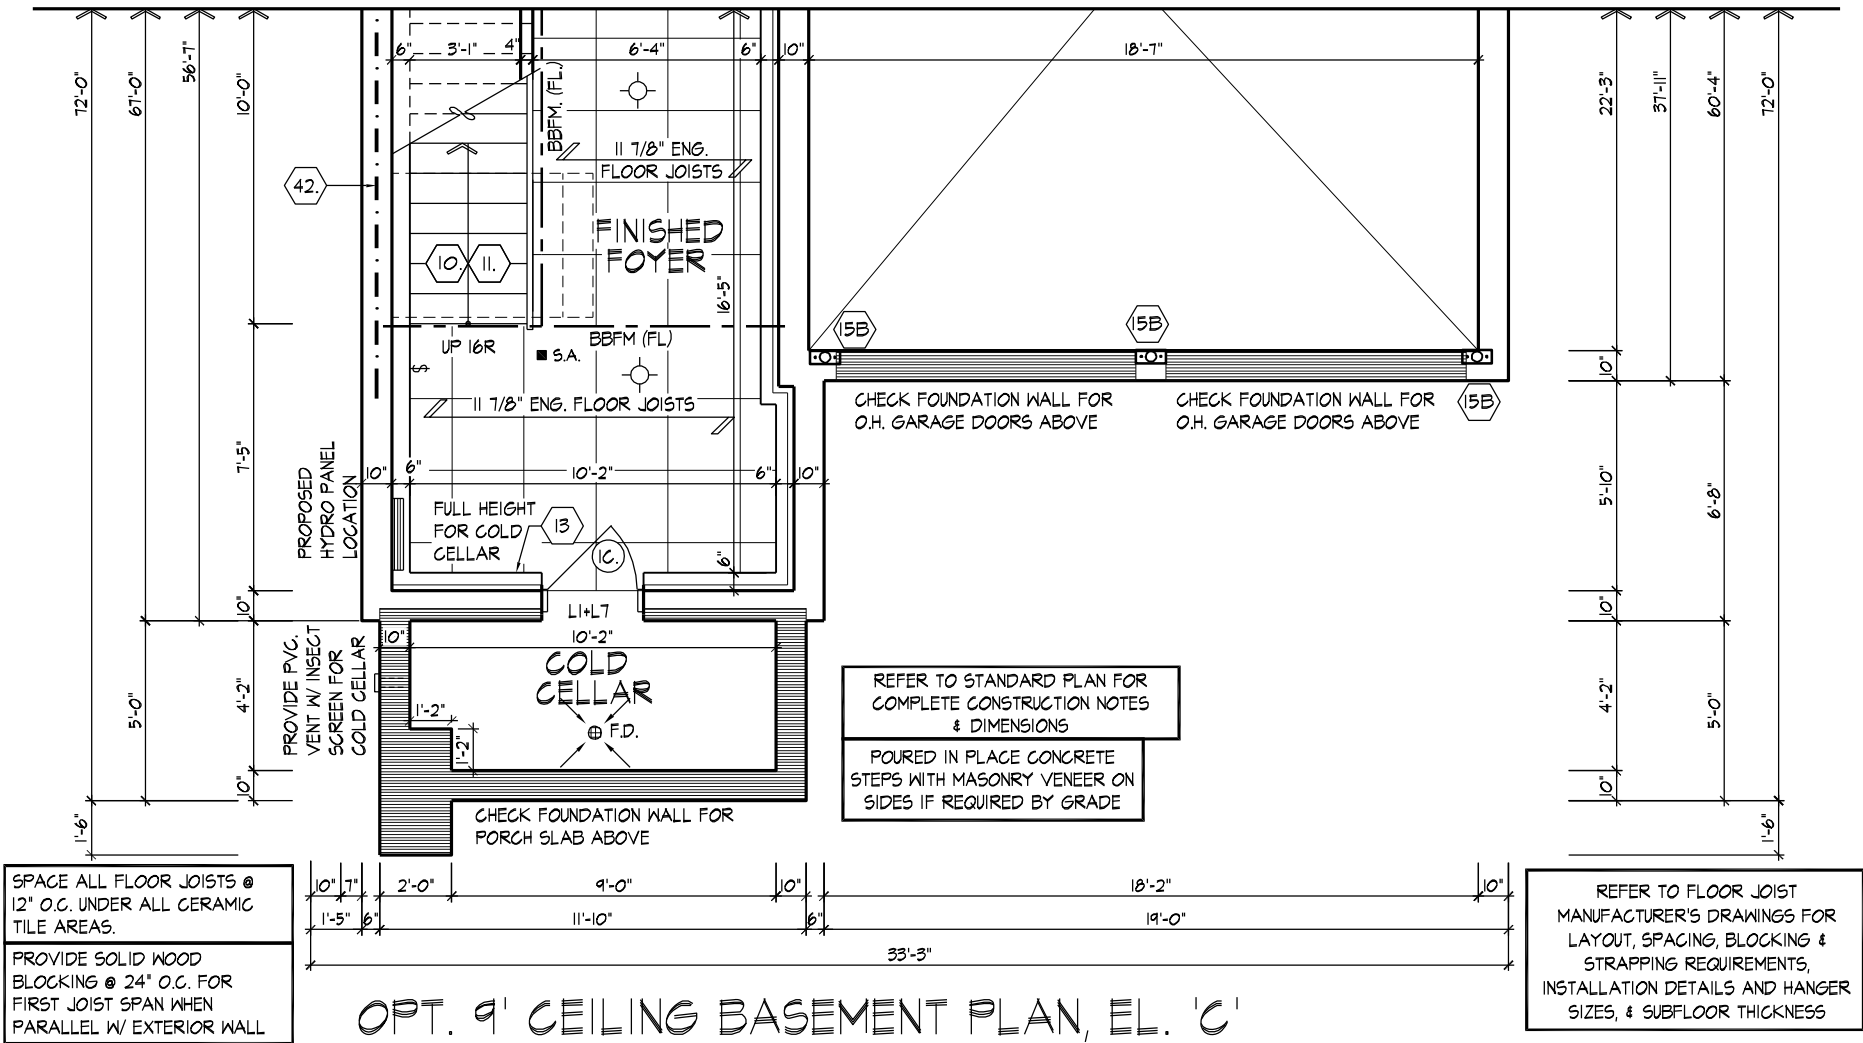 72'-0"
67'-0"
56'-7"
10'-0"
6"
3'-1"
4"
6'-4"
6"
10"
18'-7"
22'-3"
37'-11"
60'-4"
72'-0"
BBFM. (FL.)
11 7/8" ENG.
FLOOR JOISTS
42.
FINISHED
FOYER
10.
11.
16'-5"
15B
15B
UP 16R
BBFM (FL)
S.A.
$
10"
11 7/8" ENG. FLOOR JOISTS
CHECK FOUNDATION WALL FOR
O.H. GARAGE DOORS ABOVE
CHECK FOUNDATION WALL FOR
O.H. GARAGE DOORS ABOVE
15B
7'-5"
PROPOSED
HYDRO PANEL
LOCATION
10"
6"
10'-2"
6"
10"
5'-10"
6'-8"
FULL HEIGHT
FOR COLD
CELLAR
13
1C.
6"
10"
L1+L7
10"
PROVIDE PVC.
VENT W/ INSECT
SCREEN FOR
COLD CELLAR
10"
10'-2"
COLD
CELLAR
5'-0"
4'-2"
1'-2"
1'-2"
F.D.
10"
REFER TO STANDARD PLAN FOR
COMPLETE CONSTRUCTION NOTES
& DIMENSIONS
POURED IN PLACE CONCRETE
STEPS WITH MASONRY VENEER ON
SIDES IF REQUIRED BY GRADE
4'-2"
5'-0"
10"
1'-6"
CHECK FOUNDATION WALL FOR
PORCH SLAB ABOVE
1'-6"
SPACE ALL FLOOR JOISTS @
12" O.C. UNDER ALL CERAMIC
TILE AREAS.
PROVIDE SOLID WOOD
BLOCKING @ 24" O.C. FOR
FIRST JOIST SPAN WHEN
PARALLEL W/ EXTERIOR WALL
10"
7"
2'-0"
9'-0"
10"
18'-2"
10"
1'-5"
6"
11'-10"
6"
19'-0"
33'-3"
REFER TO FLOOR JOIST
MANUFACTURER'S DRAWINGS FOR
LAYOUT, SPACING, BLOCKING &
STRAPPING REQUIREMENTS,
INSTALLATION DETAILS AND HANGER
SIZES, & SUBFLOOR THICKNESS
OPT. 9' CEILING BASEMENT PLAN, EL. 'C'